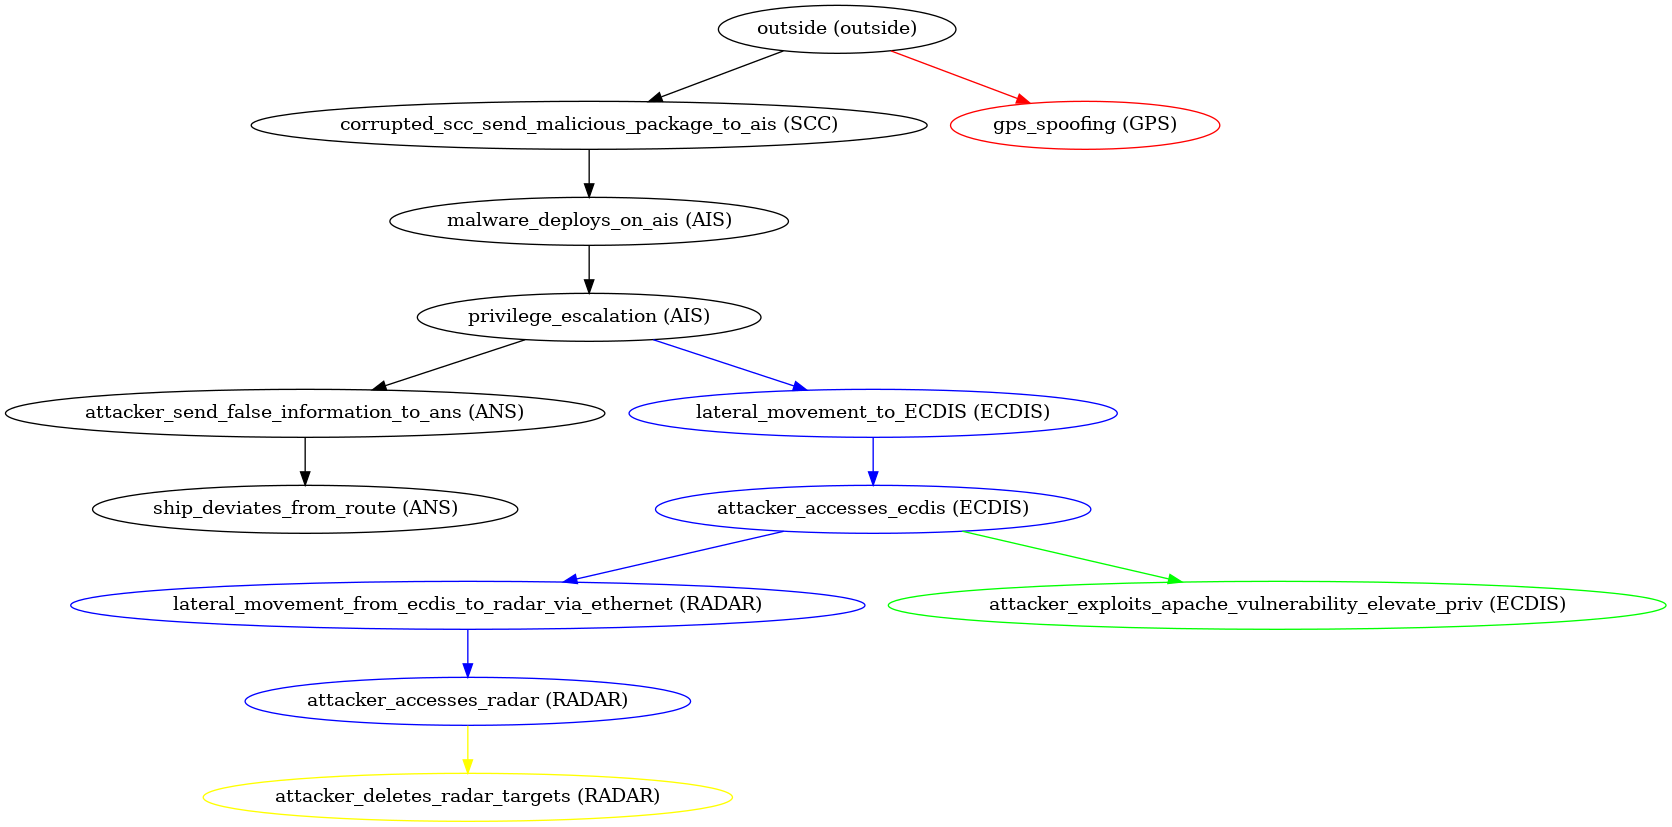 outside (outside)
corrupted_scc_send_malicious_package_to_ais (SCC)
gps_spoofing (GPS)
malware_deploys_on_ais (AIS)
privilege_escalation (AIS)
attacker_send_false_information_to_ans (ANS)
lateral_movement_to_ECDIS (ECDIS)
ship_deviates_from_route (ANS)
attacker_accesses_ecdis (ECDIS)
lateral_movement_from_ecdis_to_radar_via_ethernet (RADAR)
attacker_exploits_apache_vulnerability_elevate_priv (ECDIS)
attacker_accesses_radar (RADAR)
attacker_deletes_radar_targets (RADAR)